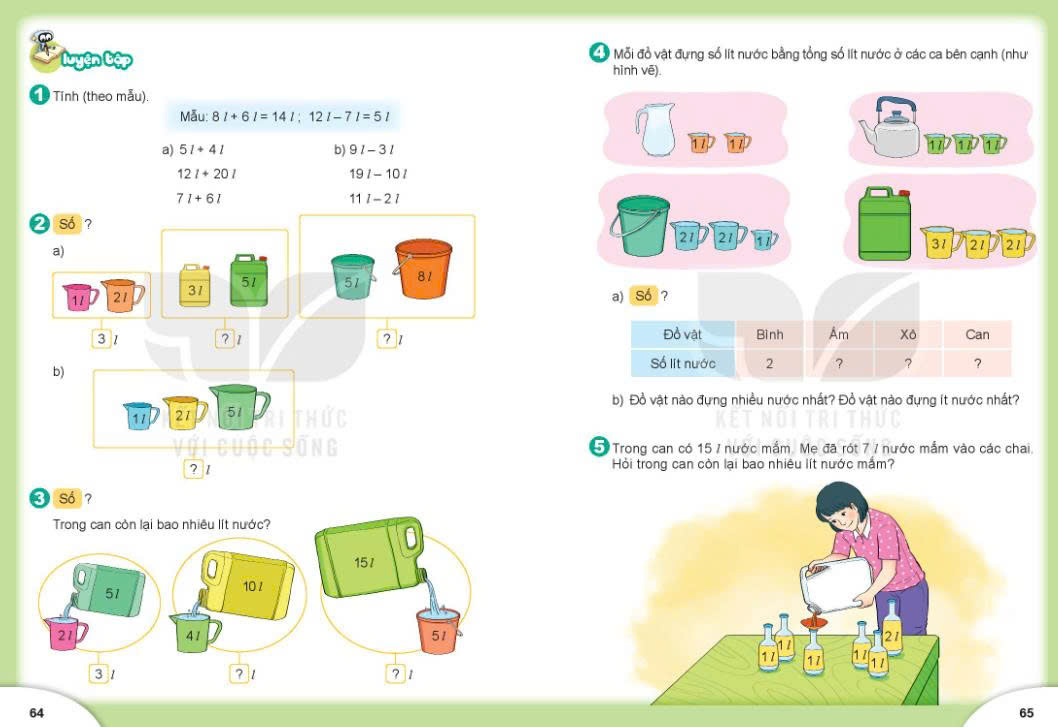 Luyện tập
1 Tính (theo mẫu).
Mẫu: 8 l + 6 l = 14 l ; 12 l – 7 l = 5 l
a) 5 l + 4 l
12 l + 20 l
7 l + 6 l
b) 9 l – 3 l
19 l – 10 l
11 l – 2 l
2 Số ?
a)
1 l 2 l
3 l 5 l
5 l 8 l
3 l
? l
? l
b)
1 l 2 l 5 l
? l
3 Số ?
Trong can còn lại bao nhiêu lít nước?
5 l
2 l
10 l
4 l
15 l
5 l
3 l
? l
? l
64
4 Mỗi đồ vật đựng số lít nước bằng tổng số lít nước ở các ca bên cạnh (như
hình vẽ).
1 l 1 l
1 l 1 l 1 l
2 l 2 l 1 l
3 l 2 l 2 l
a) Số ?
Đồ vật Bình Ấm Xô Can
Số lít nước 2 ? ? ?
b) Đồ vật nào đựng nhiều nước nhất? Đồ vật nào đựng ít nước nhất?
KẾT NỐI TRI THỨC
VỚI CUỘC SỐNG
KẾT NỐI TRI THỨC
VỚI CUỘC SỐNG
5 Trong can có 15 l nước mắm. Mẹ đã rót 7 l nước mắm vào các chai.
Hỏi trong can còn lại bao nhiêu lít nước mắm?
1 l 1 l 1 l 1 l 1 l 2 l
65